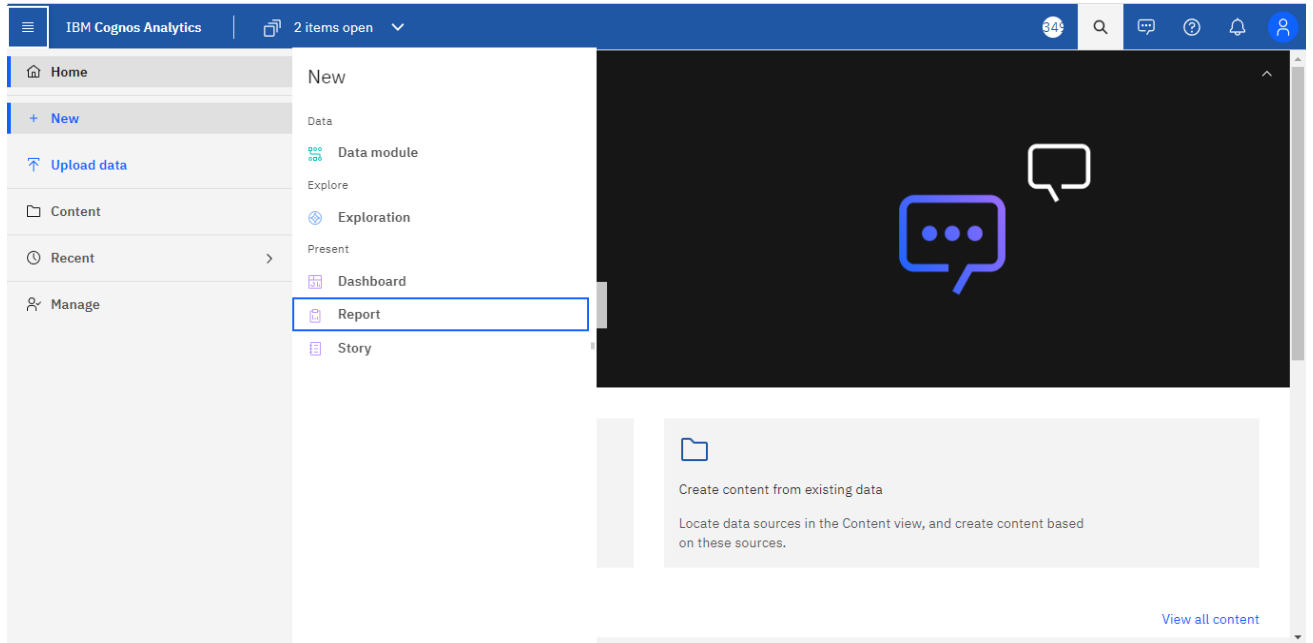 IBM Cognos Analytics
2 items open
349
Home
New
Upload data
Content
Recent
Manage
New
Data
Data module
Explore
Exploration
Present
Dashboard
Report
Story
Create content from existing data
Locate data sources in the Content view, and create content based
on these sources.
View all content